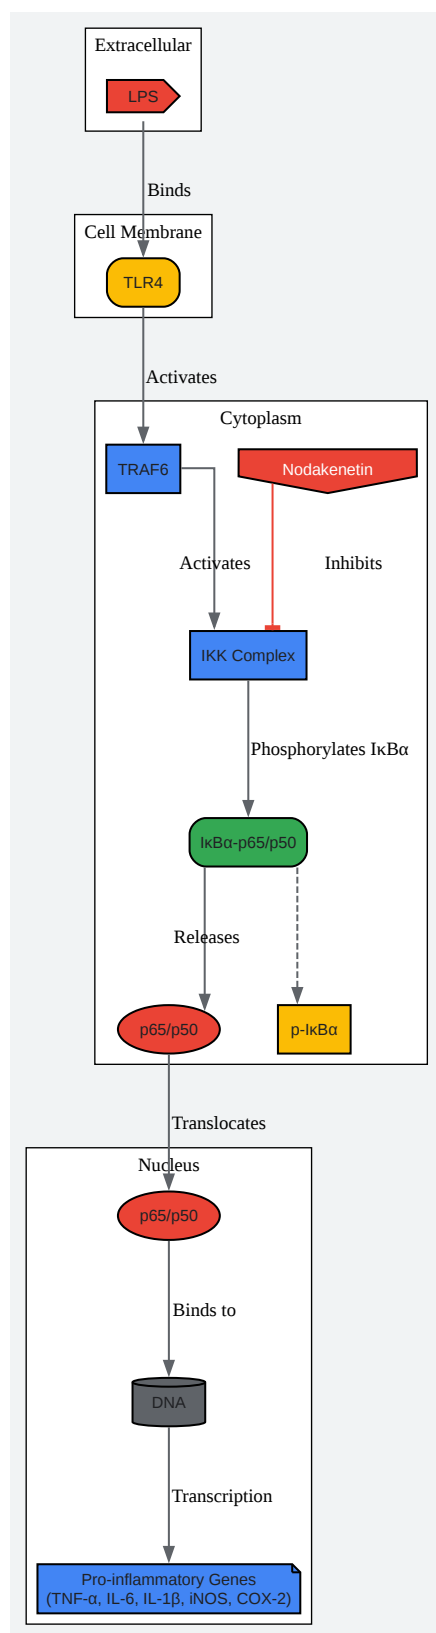 Extracellular
LPS
Binds
Cell Membrane
TLR4
Activates
Cytoplasm
TRAF6
Nodakenetin
Activates
Inhibits
IKK Complex
Phosphorylates IκBα
IκBα-p65/p50
Releases
p65/p50
p-IκBα
Translocates
Nucleus
p65/p50
Binds to
DNA
Transcription
Pro-inflammatory Genes
(TNF-α, IL-6, IL-1β, iNOS, COX-2)